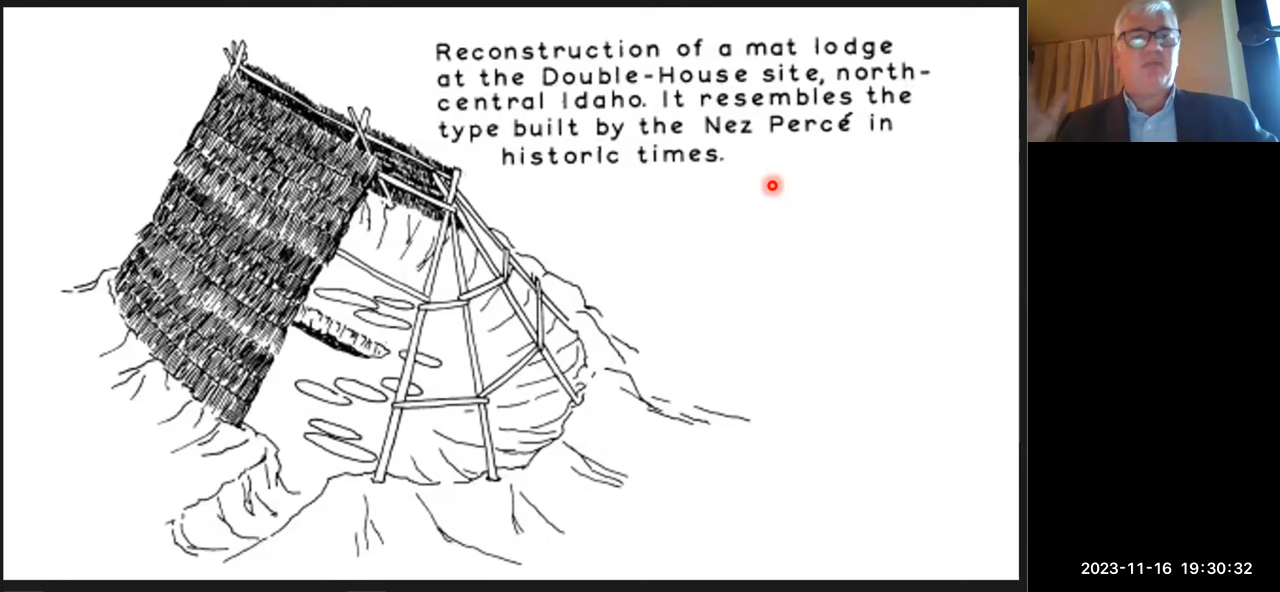 Reconstruction of a mat lodge
at the Double-House site, north-
central Idaho. It resembles the
type built by the Nez Percé in
historic times.
2023-11-16 19:30:32